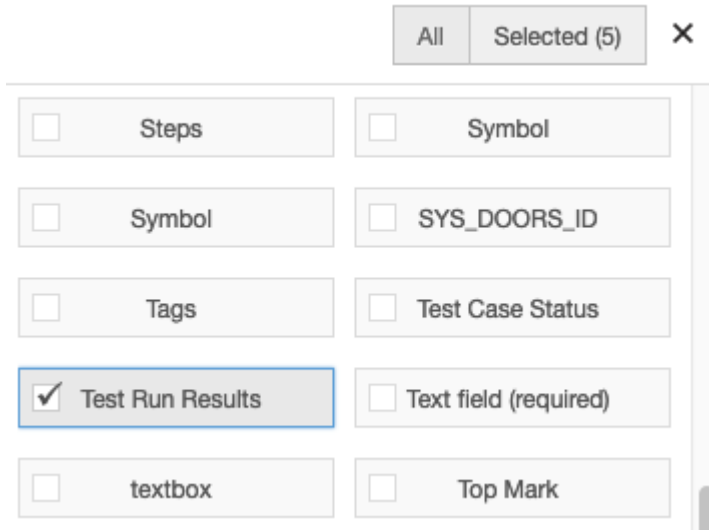 All Selected (5)
Steps Symbol
Symbol SYS_DOORS_ID
Tags Test Case Status
Test Run Results Text field (required)
textbox Top Mark